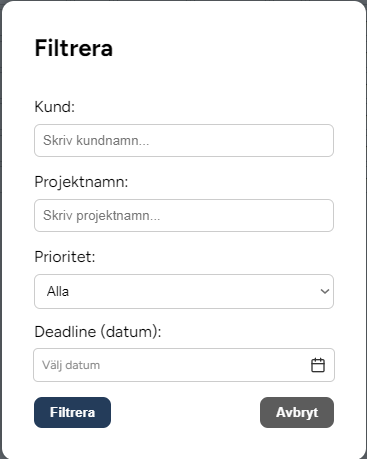 Filtrera
Kund:
Skriv kundnamn...
Projektnamn:
Skriv projektnamn...
Prioritet:
Alla
Deadline (datum):
Välj datum
Filtrera
Avbryt